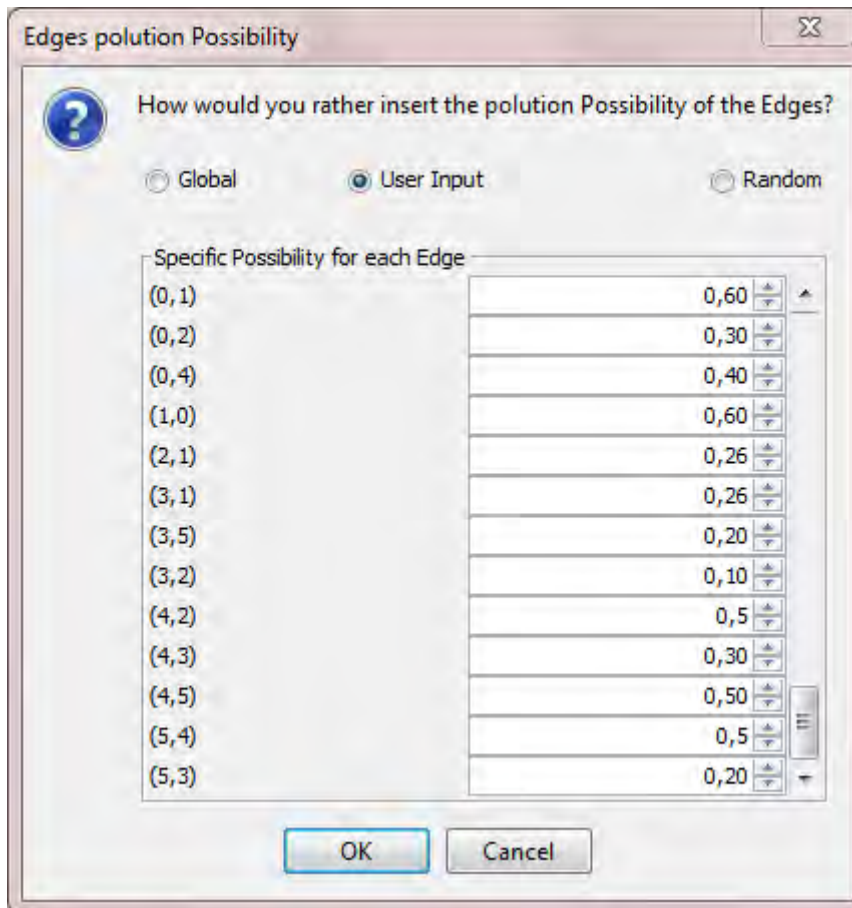 Edges polution Possibility
How would you rather insert the polution Possibility of the Edges?
Global User Input Random
Specific Possibility for each Edge
(0,1) 0,60
(0,2) 0,30
(0,4) 0,40
(1,0) 0,60
(2,1) 0,26
(3,1) 0,26
(3,5) 0,20
(3,2) 0,10
(4,2) 0,5
(4,3) 0,30
(4,5) 0,50
(5,4) 0,5
(5,3) 0,20
OK Cancel